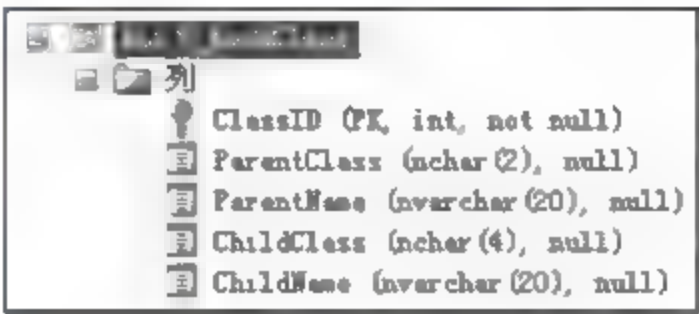 列
ClassID (PK, int, not null)
ParentClass (nchar(2), null)
ParentName (nvarchar(20), null)
ChildClass (nchar(4), null)
ChildName (nvarchar(20), null)